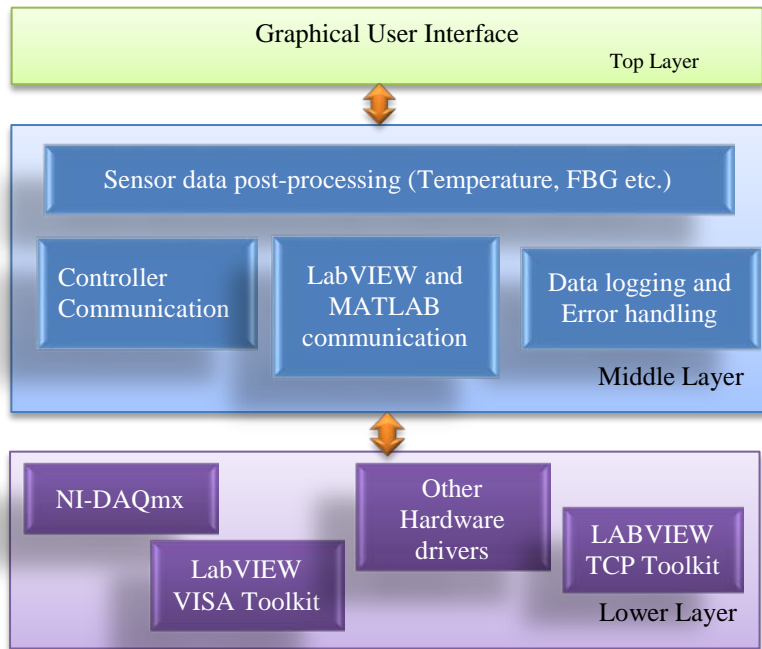 Graphical User Interface
Top Layer
Sensor data post-processing (Temperature, FBG etc.)
Controller
Communication
LabVIEW and
MATLAB
communication
Data logging and
Error handling
Middle Layer
NI-DAQmx
LabVIEW
VISA Toolkit
Other
Hardware
drivers
LABVIEW
TCP Toolkit
Lower Layer